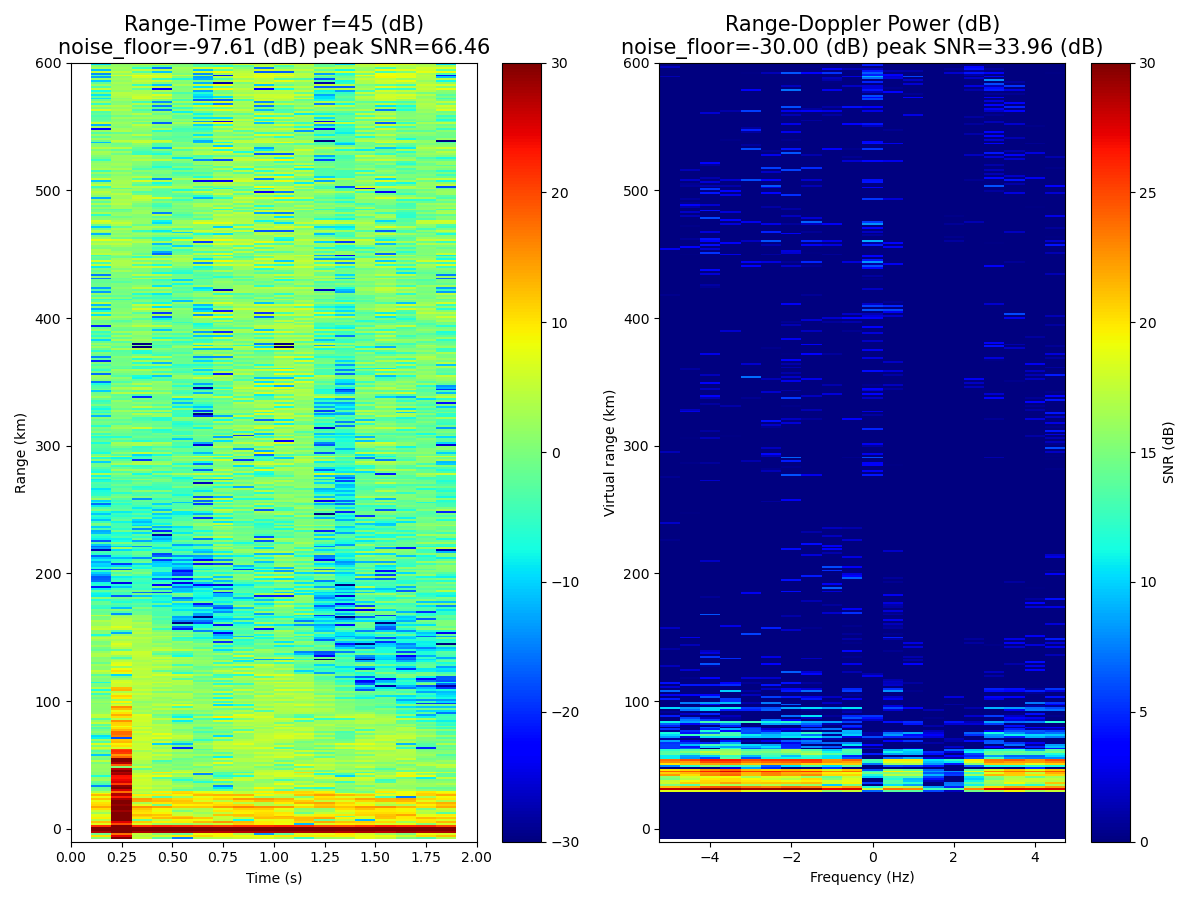 Range-Time Power f=45 (dB)
noise_floor=-97.61 (dB) peak SNR=66.46
600
500
400
300
200
100
0
Range (km)
0.00 0.25 0.50 0.75 1.00 1.25 1.50 1.75 2.00
Time (s)
30
20
10
0
−10
−20
−30
Range-Doppler Power (dB)
noise_floor=-30.00 (dB) peak SNR=33.96 (dB)
600
500
400
300
200
100
0
Virtual range (km)
−4 −2 0 2 4
Frequency (Hz)
30
25
20
15
10
5
0
SNR (dB)